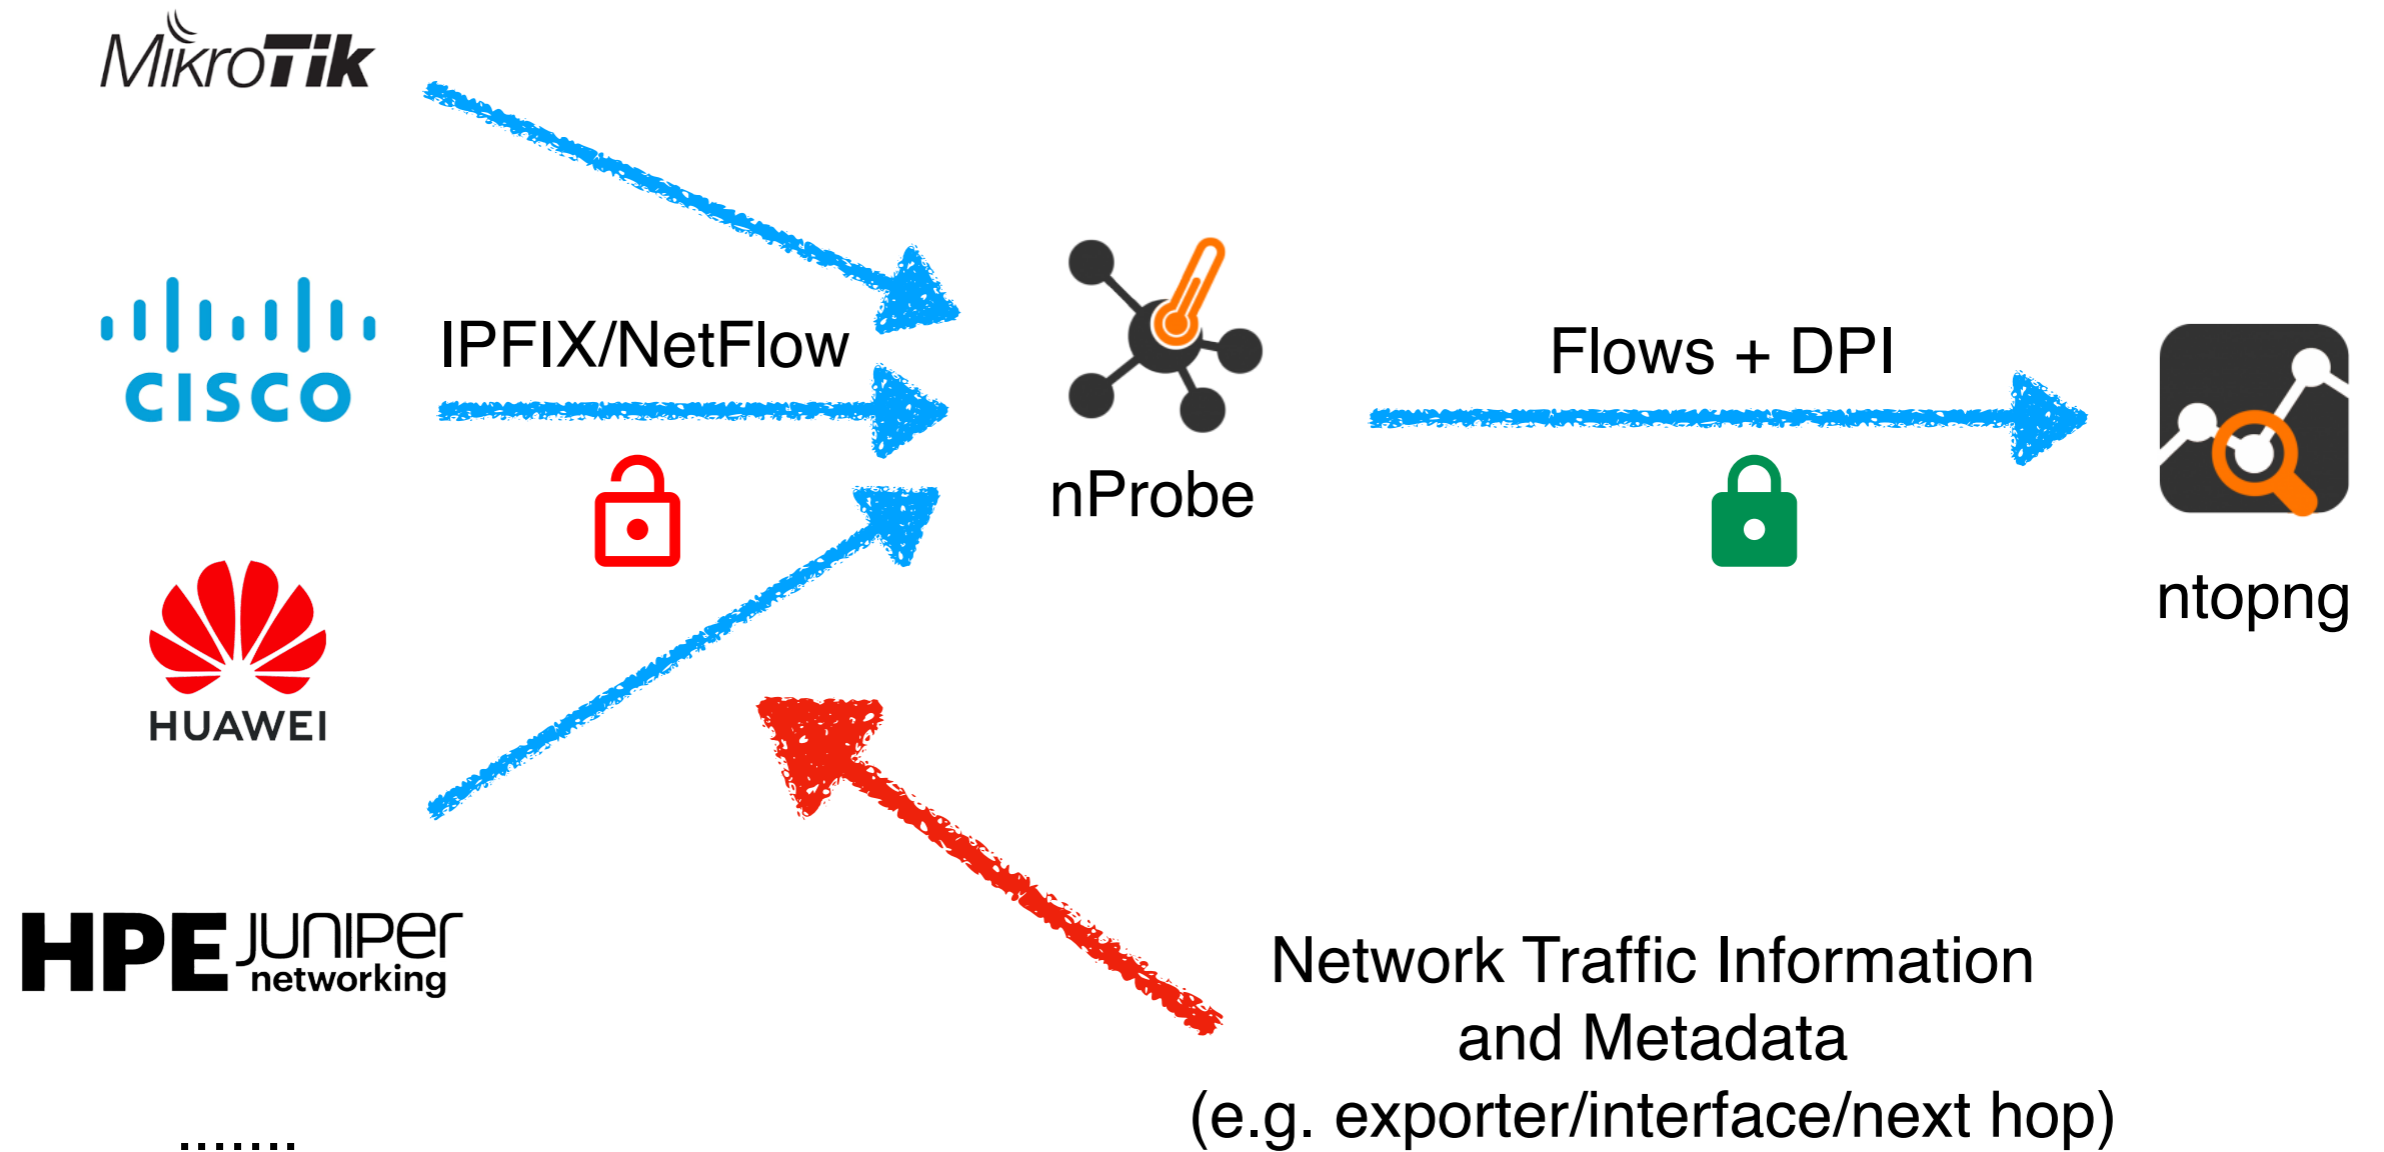 MikroTik
CISCO
IPFIX/NetFlow
nProbe
Flows + DPI
ntopng
HUAWEI
HPE juniper
networking
Network Traffic Information
and Metadata
(e.g. exporter/interface/next hop)
.......